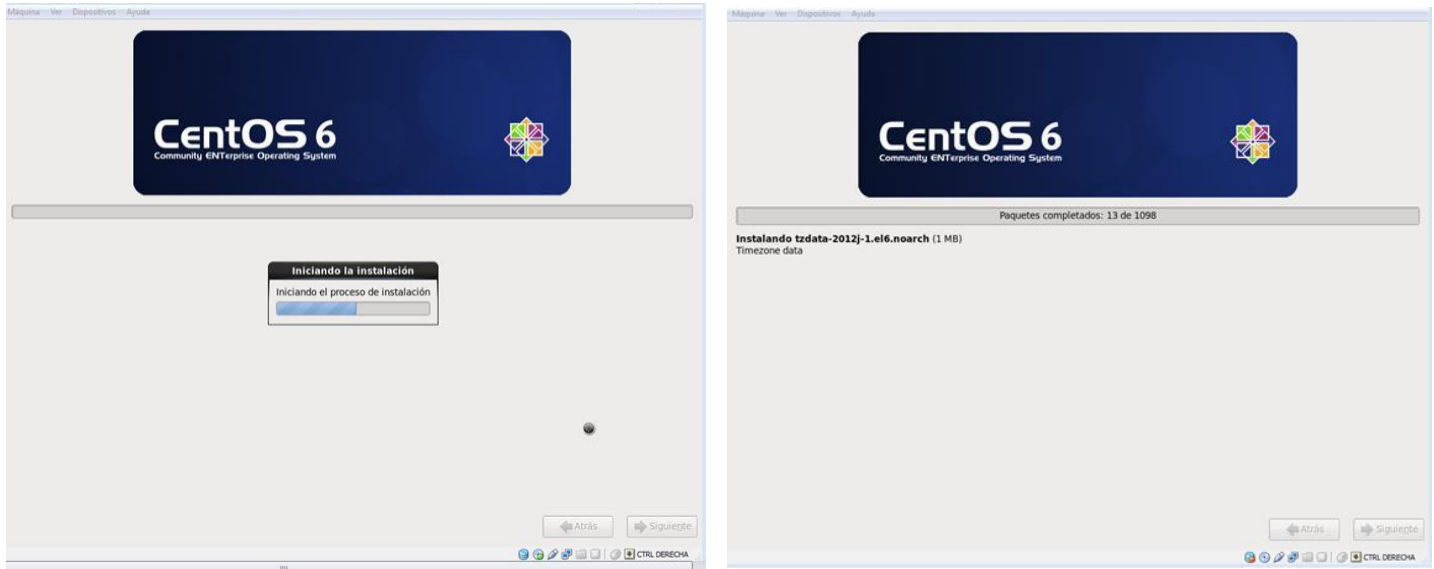 Máquina Ver Dispositivos Ayuda
CentOS 6
Community ENTerprise Operating System
Iniciando la instalación
Iniciando el proceso de instalación
Atrás Siguiente
CTRL DERECHA
Máquina Ver Dispositivos Ayuda
CentOS 6
Community ENTerprise Operating System
Paquetes completados: 13 de 1098
Instalando tzdata-2012j-1.el6.noarch (1 MB)
Timezone data
Atrás Siguiente
CTRL DERECHA